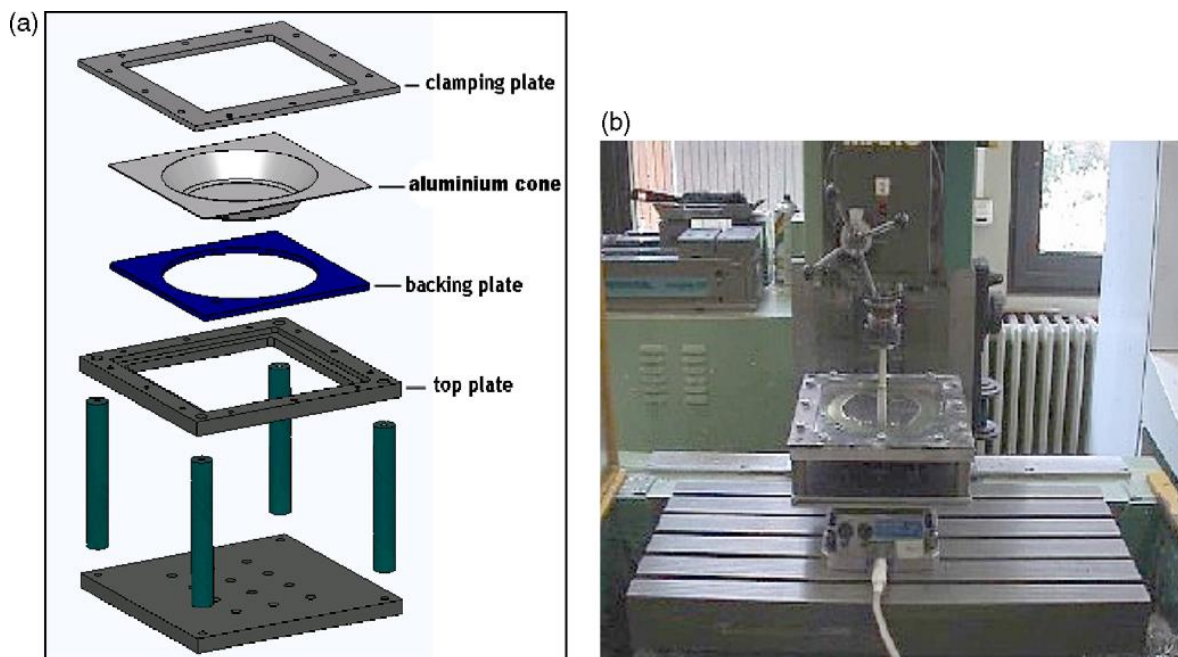 (a)
clamping plate
aluminium cone
backing plate
top plate
(b)